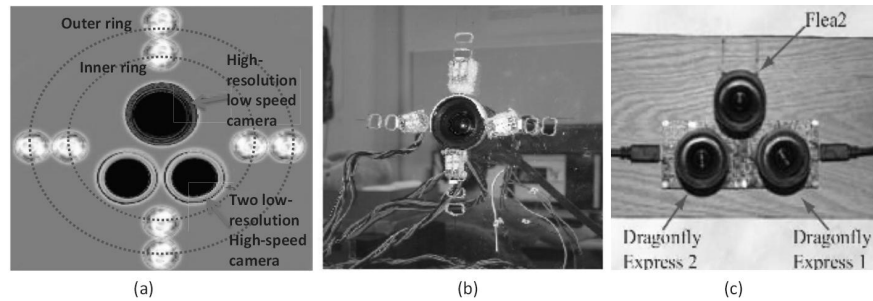 Outer ring
Inner ring
High-
resolution
low speed
camera
Two low-
resolution
High-speed
camera
(a)
(b)
Flea2
Dragonfly
Express 2
Dragonfly
Express 1
(c)